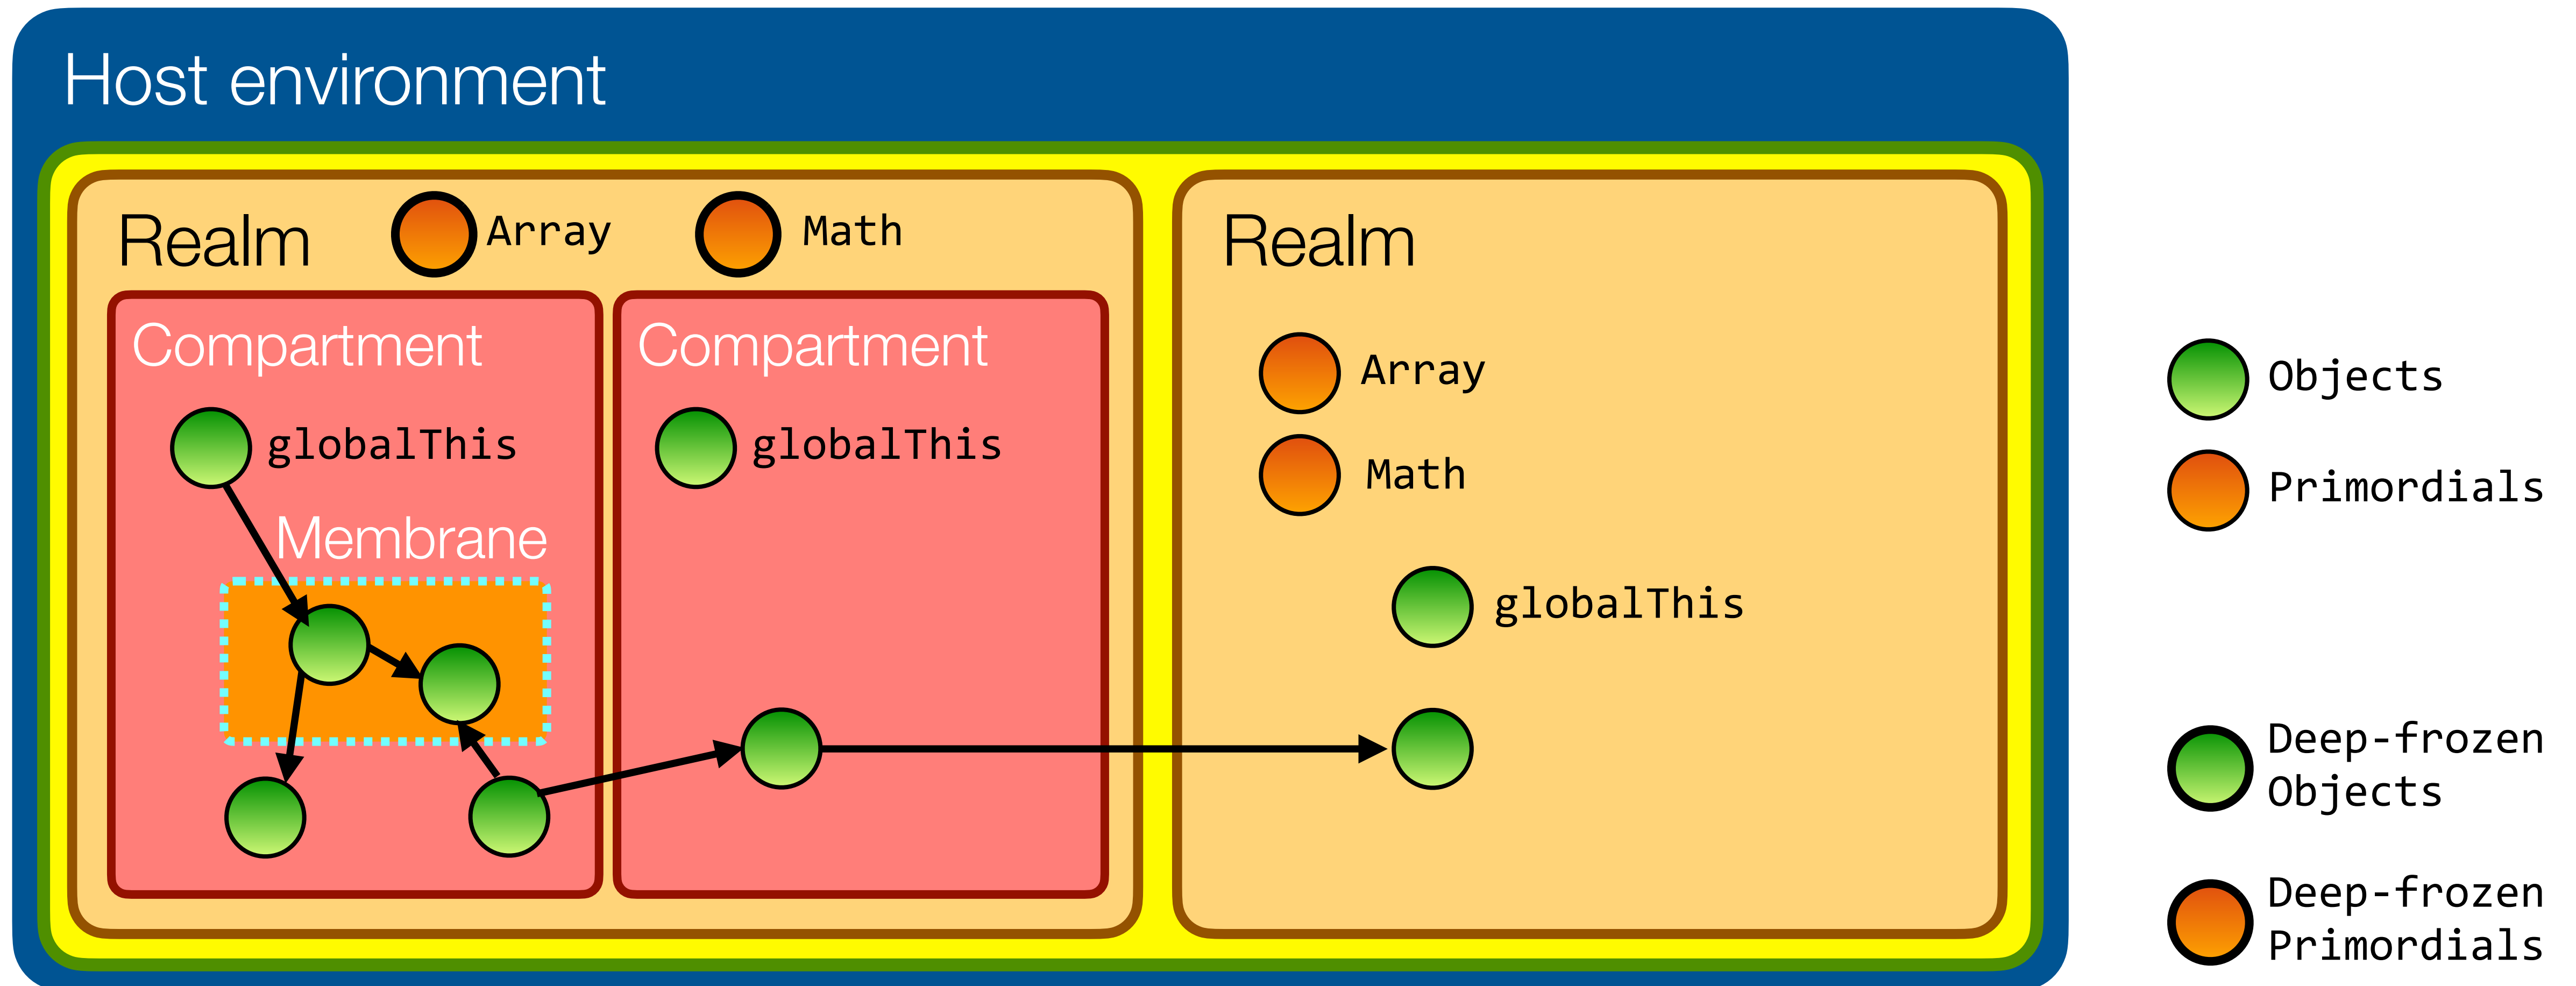 Host environment
Realm
Array
Math
Compartment
globalThis
Membrane
Compartment
globalThis
Realm
Array
Math
globalThis
Objects
Primordials
Deep-frozen
Objects
Deep-frozen
Primordials